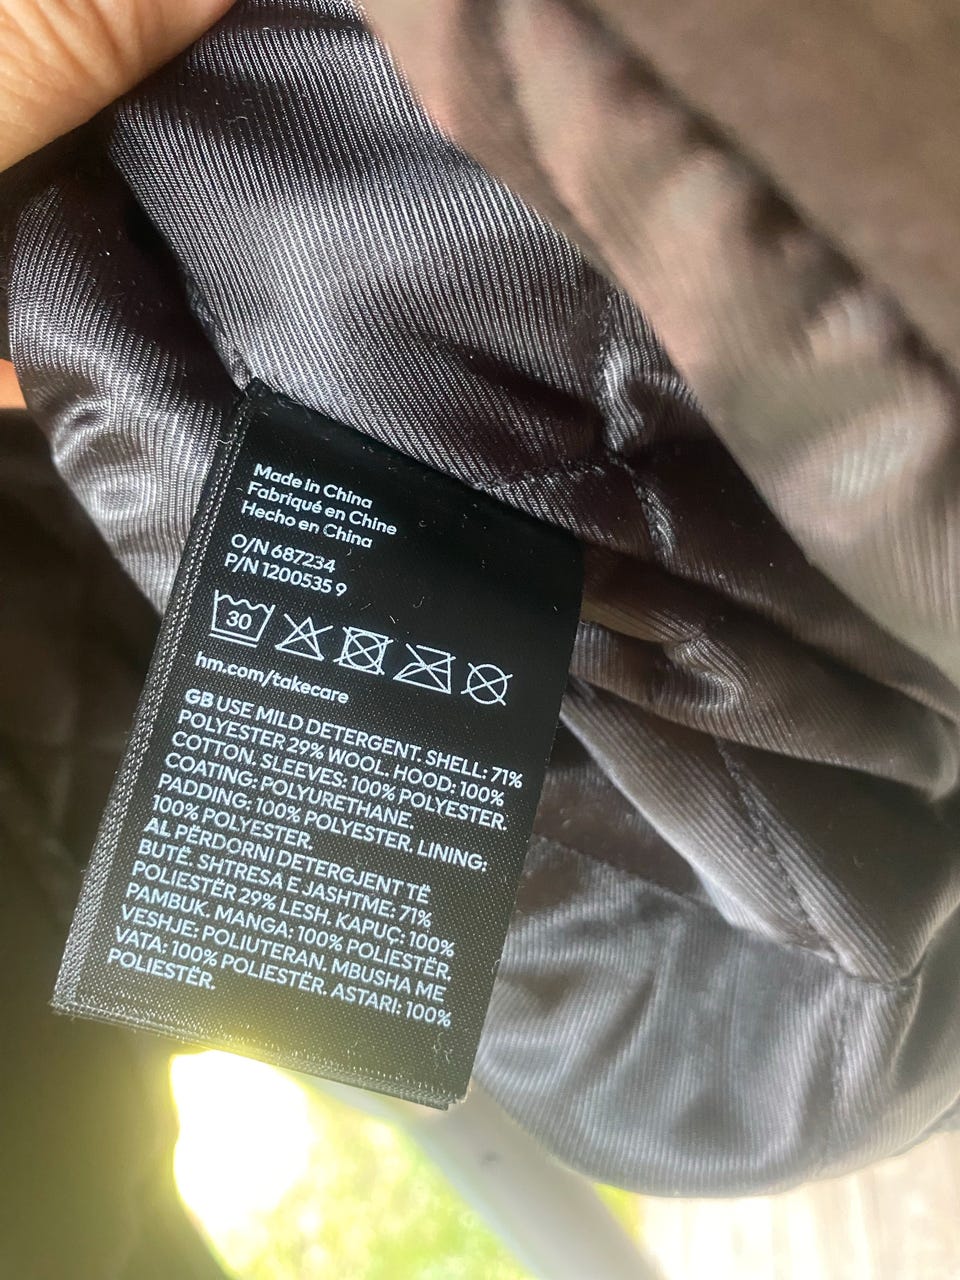 Made in China
Fabriqué en Chine
Hecho en China
O/N 687234
P/N 1200535 9
30
hm.com/takecare
GB USE MILD DETERGENT. SHELL: 71%
POLYESTER 29% WOOL. HOOD: 100%
COTTON. SLEEVES: 100% POLYESTER.
COATING: POLYURETHANE.
PADDING: 100% POLYESTER. LINING:
100% POLYESTER.
AL PËRDORNI DETERGJENT TË
BUTË. SHTRESA E JASHTME: 71%
POLIESTËR 29% LESH. KAPUÇ: 100%
PAMBUK. MANGA: 100% POLIESTËR.
VESHJE: POLIUTERAN. MBUSHA ME
VATA: 100% POLIESTËR. ASTARI: 100%
POLIESTËR.